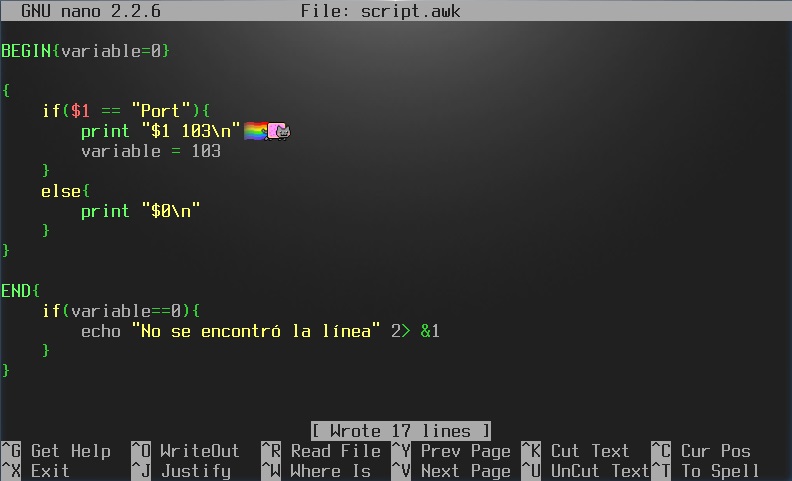 GNU nano 2.2.6 File: script.awk
BEGIN{variable=0}
{
if($1 == "Port"){
print "$1 103\n"
variable = 103
}
else{
print "$0\n"
}
}
END{
if(variable==0){
echo "No se encontró la línea" 2> &1
}
}
[ Wrote 17 lines ]
^G Get Help ^O WriteOut ^R Read File ^Y Prev Page ^K Cut Text ^C Cur Pos
^X Exit ^J Justify ^W Where Is ^V Next Page ^U UnCut Text ^T To Spell